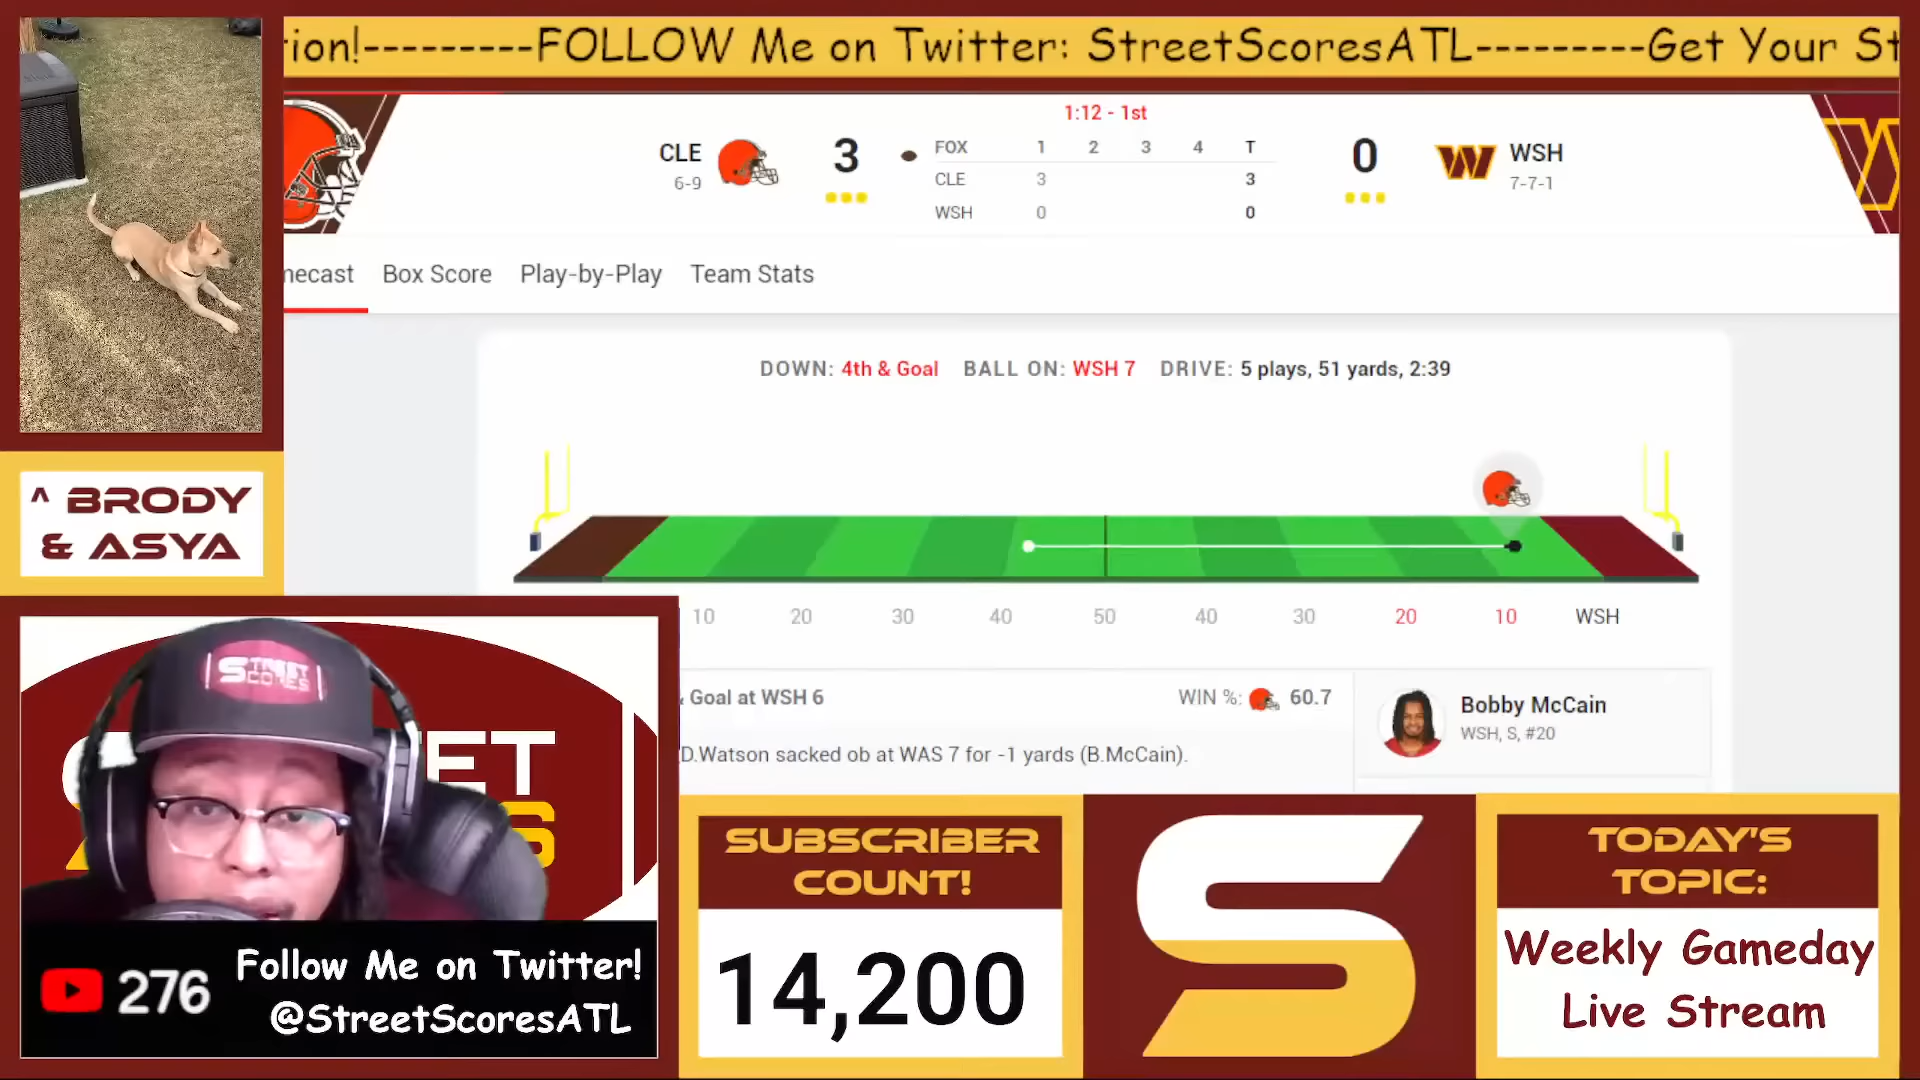 ion!---------FOLLOW Me on Twitter: StreetScoresATL---------Get Your St
1:12 - 1st
CLE
6-9
3
FOX 1 2 3 4 T
CLE 3 3
WSH 0 0
0
WSH
7-7-1
mecast Box Score Play-by-Play Team Stats
DOWN: 4th & Goal BALL ON: WSH 7 DRIVE: 5 plays, 51 yards, 2:39
10 20 30 40 50 40 30 20 10 WSH
& Goal at WSH 6
WIN %: 60.7
D.Watson sacked ob at WAS 7 for -1 yards (B.McCain).
Bobby McCain
WSH, S, #20
^ BRODY
& ASYA
STREET
SCORES
ET
S
276
Follow Me on Twitter!
@StreetScoresATL
SUBSCRIBER
COUNT!
14,200
S
TODAY'S
TOPIC:
Weekly Gameday
Live Stream